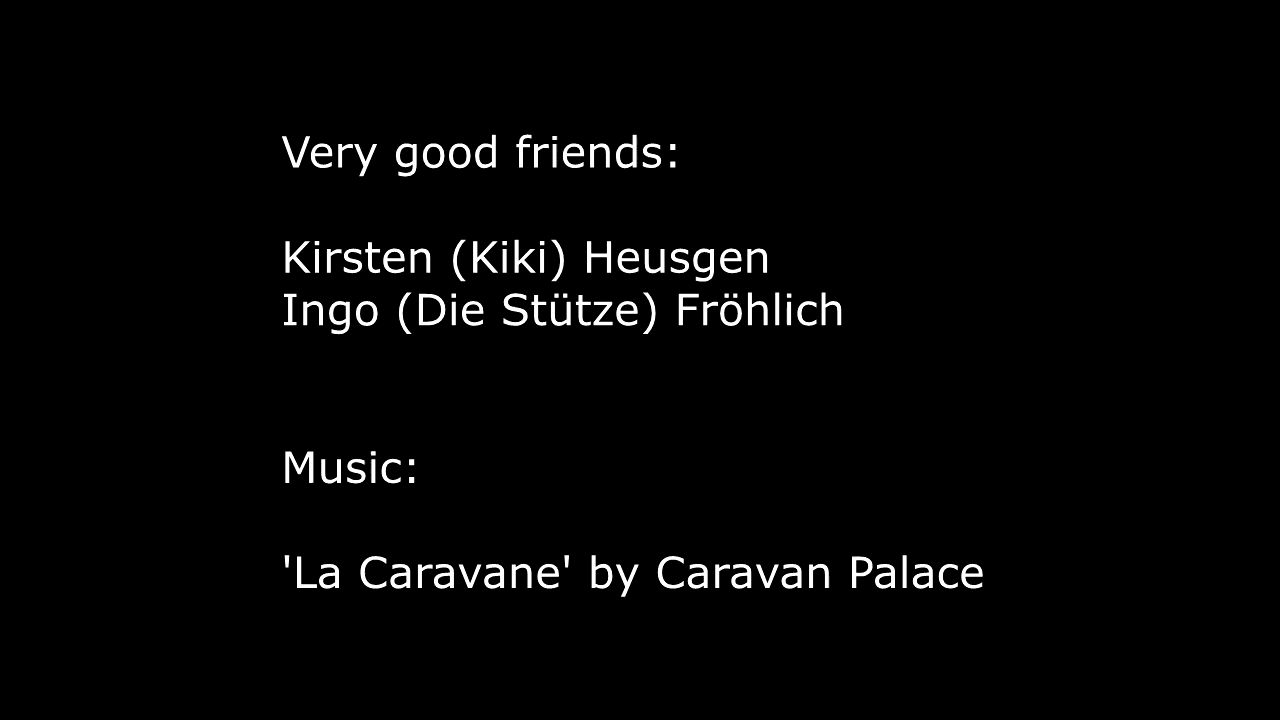 Very good friends:
Kirsten (Kiki) Heusgen
Ingo (Die Stütze) Fröhlich
Music:
'La Caravane' by Caravan Palace